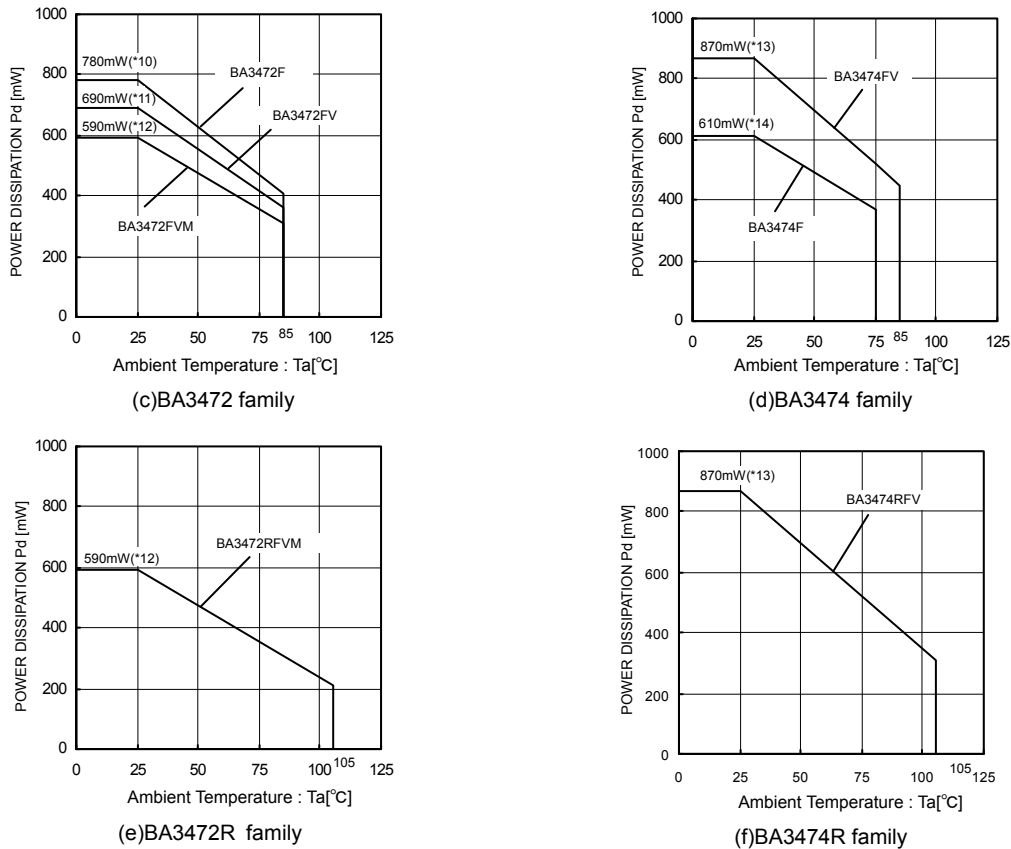 1000
800
600
400
200
0
POWER DISSIPATION Pd [mW]
780mW(*10)
690mW(*11)
590mW(*12)
BA3472F
BA3472FV
BA3472FVM
0 25 50 75 85 100 125
Ambient Temperature : Ta[°C]
(c)BA3472 family
1000
800
600
400
200
0
POWER DISSIPATION Pd [mW]
870mW(*13)
610mW(*14)
BA3474FV
BA3474F
0 25 50 75 85 100 125
Ambient Temperature : Ta[°C]
(d)BA3474 family
1000
800
600
400
200
0
POWER DISSIPATION Pd [mW]
590mW(*12)
BA3472RFVM
0 25 50 75 100 105 125
Ambient Temperature : Ta[°C]
(e)BA3472R family
1000
800
600
400
200
0
POWER DISSIPATION Pd [mW]
870mW(*13)
BA3474RFV
0 25 50 75 100 105 125
Ambient Temperature : Ta[°C]
(f)BA3474R family